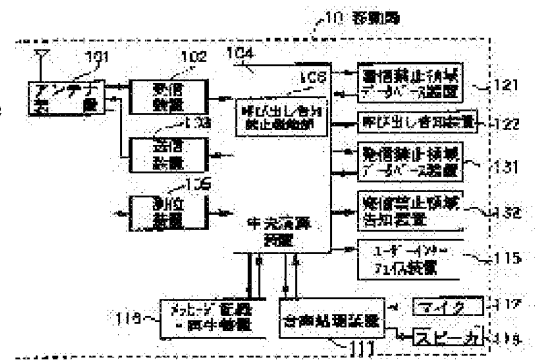 10 移動局
101
アンテナ
装置
102
受信
装置
103
送信
装置
105
測位
装置
104
106
呼び出し告知
禁止機能部
中央演算
装置
着信禁止領域
データベース装置
121
呼び出し告知装置
122
発信禁止領域
データベース装置
131
発信禁止領域
告知装置
132
ユーザーインター
フェイス装置
115
メッセージ記録
・再生装置
116
音声処理装置
111
マイク
117
スピーカ
118